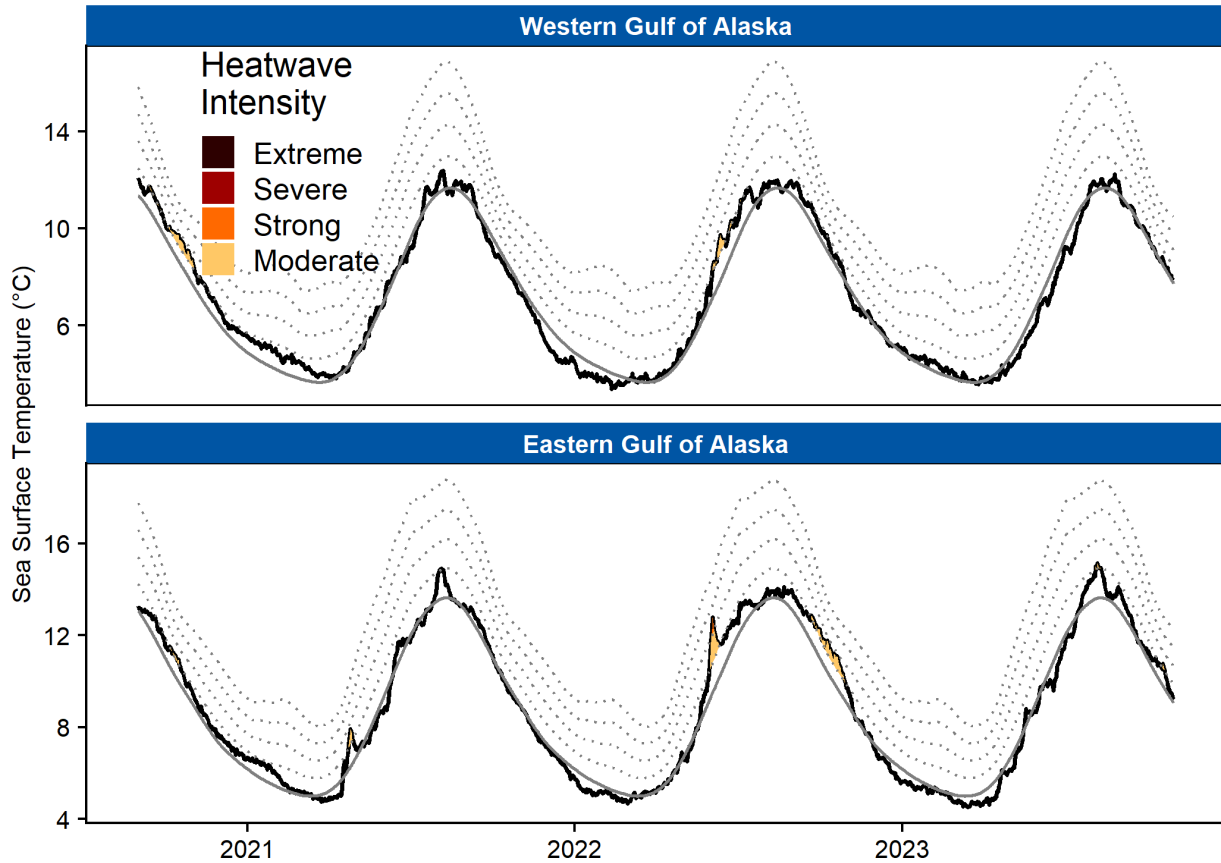 Western Gulf of Alaska
Heatwave
Intensity
Extreme
Severe
Strong
Moderate
14
10
6
Sea Surface Temperature (°C)
Eastern Gulf of Alaska
16
12
8
4
2021
2022
2023